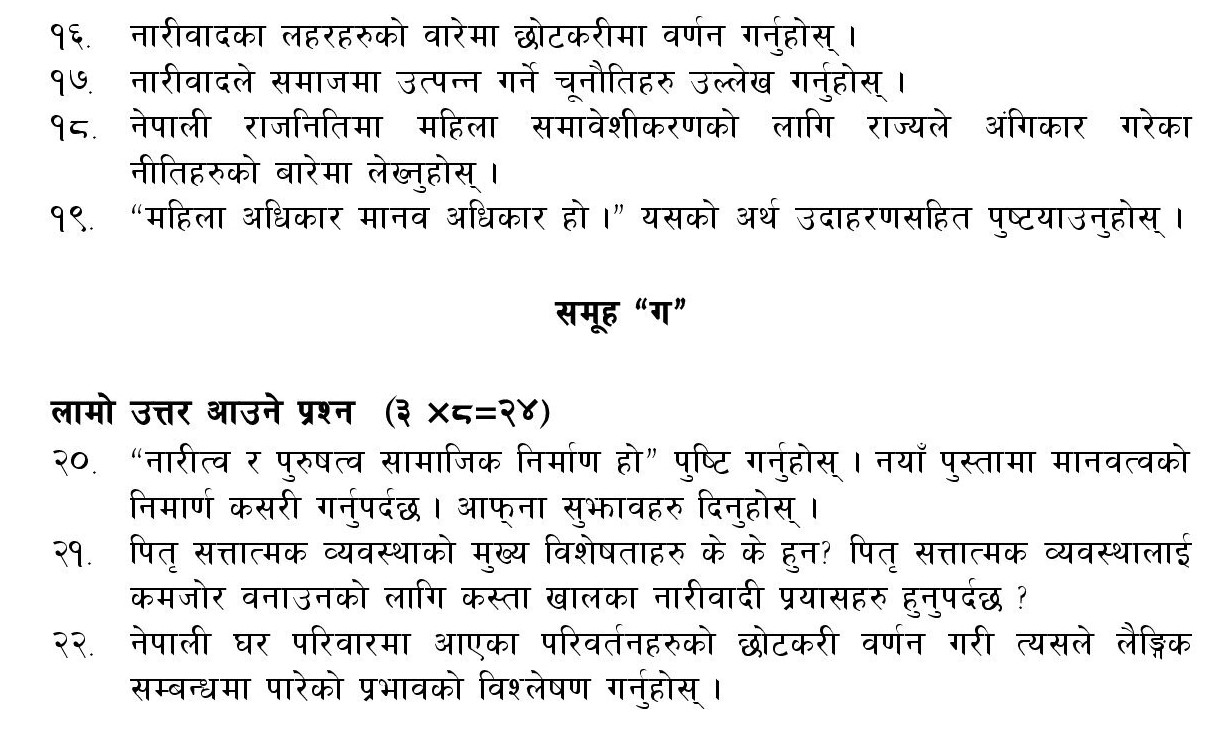 १६. नारीवादका लहरहरुको वारेमा छोटकरीमा वर्णन गर्नुहोस् ।
१७. नारीवादले समाजमा उत्पन्न गर्ने चूनौतिहरु उल्लेख गर्नुहोस् ।
१८. नेपाली राजनितिमा महिला समावेशीकरणको लागि राज्यले अंगिकार गरेका
नीतिहरुको बारेमा लेख्नुहोस् ।
१९. “महिला अधिकार मानव अधिकार हो ।” यसको अर्थ उदाहरणसहित पुष्टयाउनुहोस् ।
समूह “ग”
लामो उत्तर आउने प्रश्न (३ ×८=२४)
२०. “नारीत्व र पुरुषत्व सामाजिक निर्माण हो” पुष्टि गर्नुहोस् । नयाँ पुस्तामा मानवत्वको
निमार्ण कसरी गर्नुपर्दछ । आफ्ना सुझावहरु दिनुहोस् ।
२१. पितृ सत्तात्मक व्यवस्थाको मुख्य विशेषताहरु के के हुन? पितृ सत्तात्मक व्यवस्थालाई
कमजोर वनाउनको लागि कस्ता खालका नारीवादी प्रयासहरु हुनुपर्दछ ?
२२. नेपाली घर परिवारमा आएका परिवर्तनहरुको छोटकरी वर्णन गरी त्यसले लैङ्गिक
सम्बन्धमा पारेको प्रभावको विश्लेषण गर्नुहोस् ।